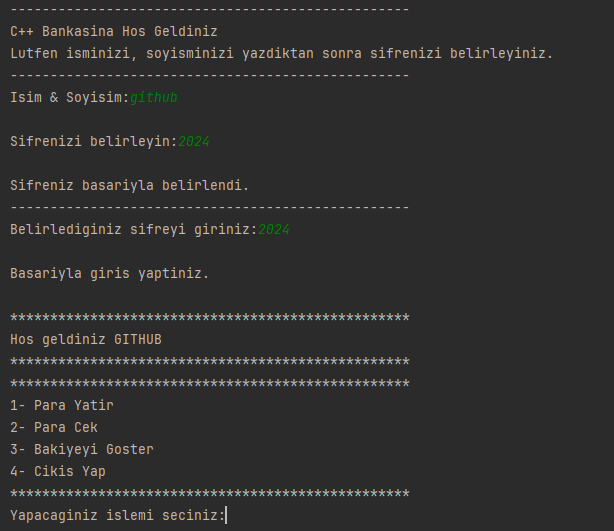 --------------------------------------------------
C++ Bankasina Hos Geldiniz
Lutfen isminizi, soyisminizi yazdiktan sonra sifrenizi belirleyiniz.
--------------------------------------------------
Isim & Soyisim:github
Sifrenizi belirleyin:2024
Sifreniz basariyla belirlendi.
--------------------------------------------------
Belirlediginiz sifreyi giriniz:2024
Basariyla giris yaptiniz.
**************************************************
Hos geldiniz GITHUB
**************************************************
**************************************************
1- Para Yatir
2- Para Cek
3- Bakiyeyi Goster
4- Cikis Yap
**************************************************
Yapacaginiz islemi seciniz: